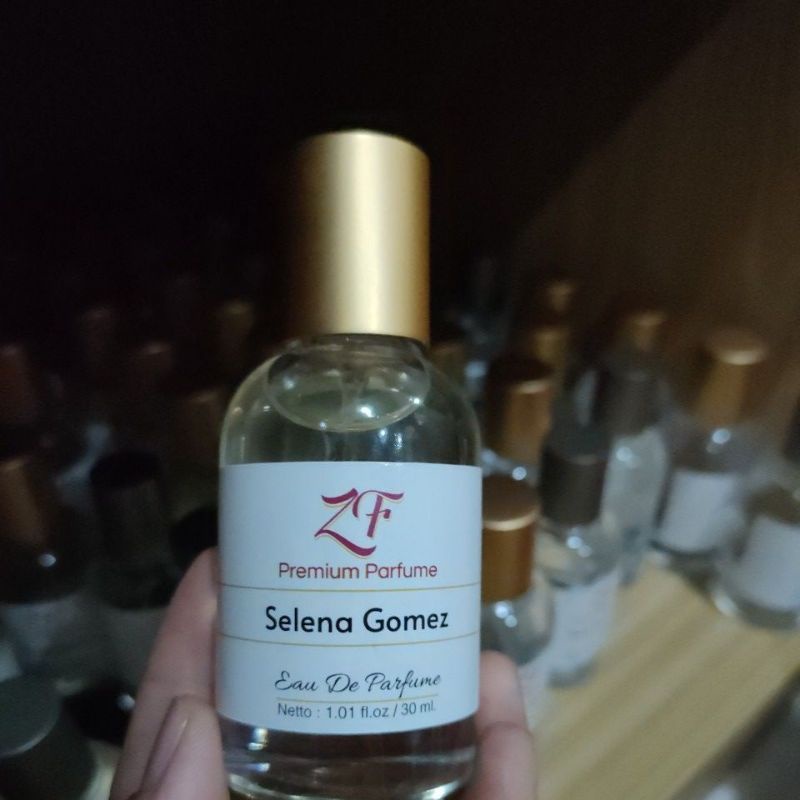 ZF
Premium Parfume
Selena Gomez
Eau De Parfume
Netto : 1.01 fl.oz / 30 ml.